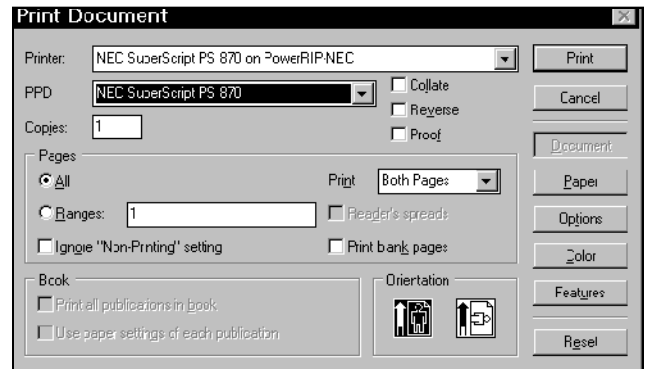 Print Document
Printer: NEC SuperScript PS 870 on PowerRIP-NEC Print
PPD NEC SuperScript PS 870 Collate Cancel
Reverse
Copies: 1 Proof Document
Pages
All Print Both Pages Paper
Ranges: 1 Reader's spreads Options
Ignore "Non-Printing" setting Print bank pages Color
Book Orientation Features
Print all publications in book
Use paper settings of each publication Reset